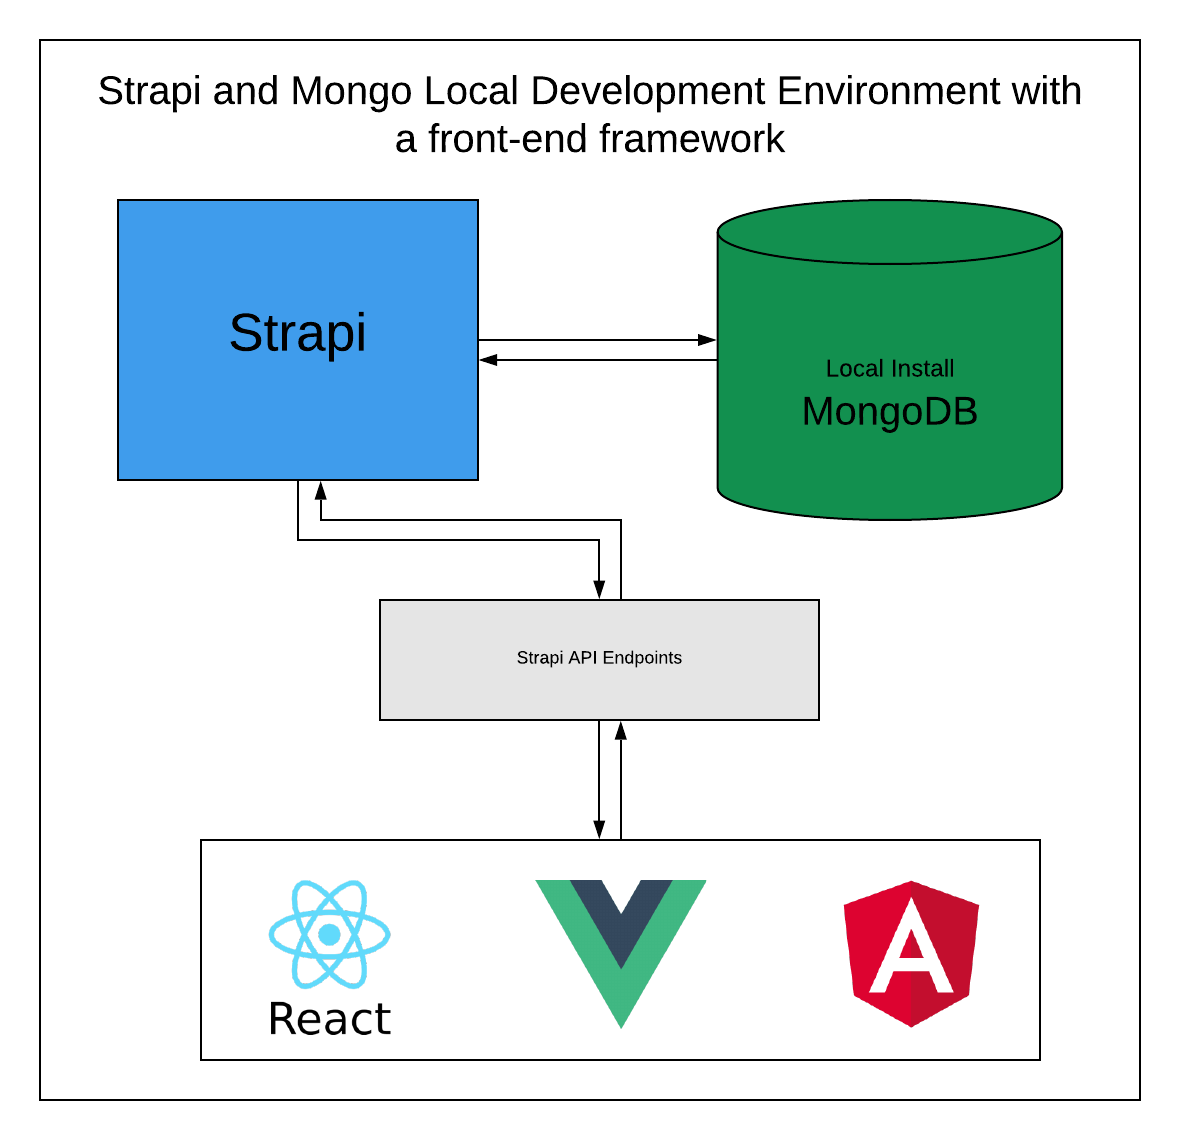 Strapi and Mongo Local Development Environment with
a front-end framework
Strapi
Local Install
MongoDB
Strapi API Endpoints
React